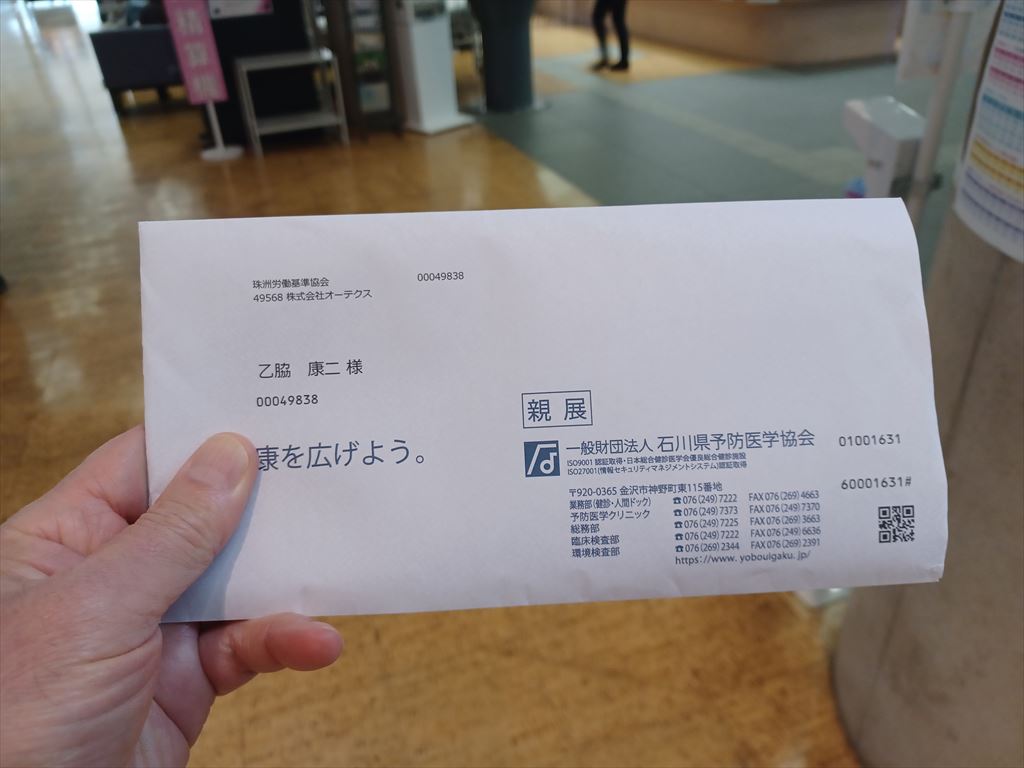 精算機
珠洲労働基準協会
00049838
49568 株式会社オーテクス
乙脇 康二 様
00049838
康を広げよう。
親展
一般財団法人 石川県予防医学協会
ISO9001 認証取得・日本総合健診医学会優良総合健診施設
ISO27001(情報セキュリティマネジメントシステム)認証取得
〒920-0365 金沢市神野町東115番地
業務部(健診・人間ドック) ☎076(249)7222 FAX 076(269)4663
予防医学クリニック ☎076(249)7373 FAX 076(249)7370
総務部 ☎076(249)7225 FAX 076(269)3663
臨床検査部 ☎076(249)7222 FAX 076(249)6636
環境検査部 ☎076(269)2344 FAX 076(269)2391
https://www.yobouigaku.jp/
01001631
60001631#